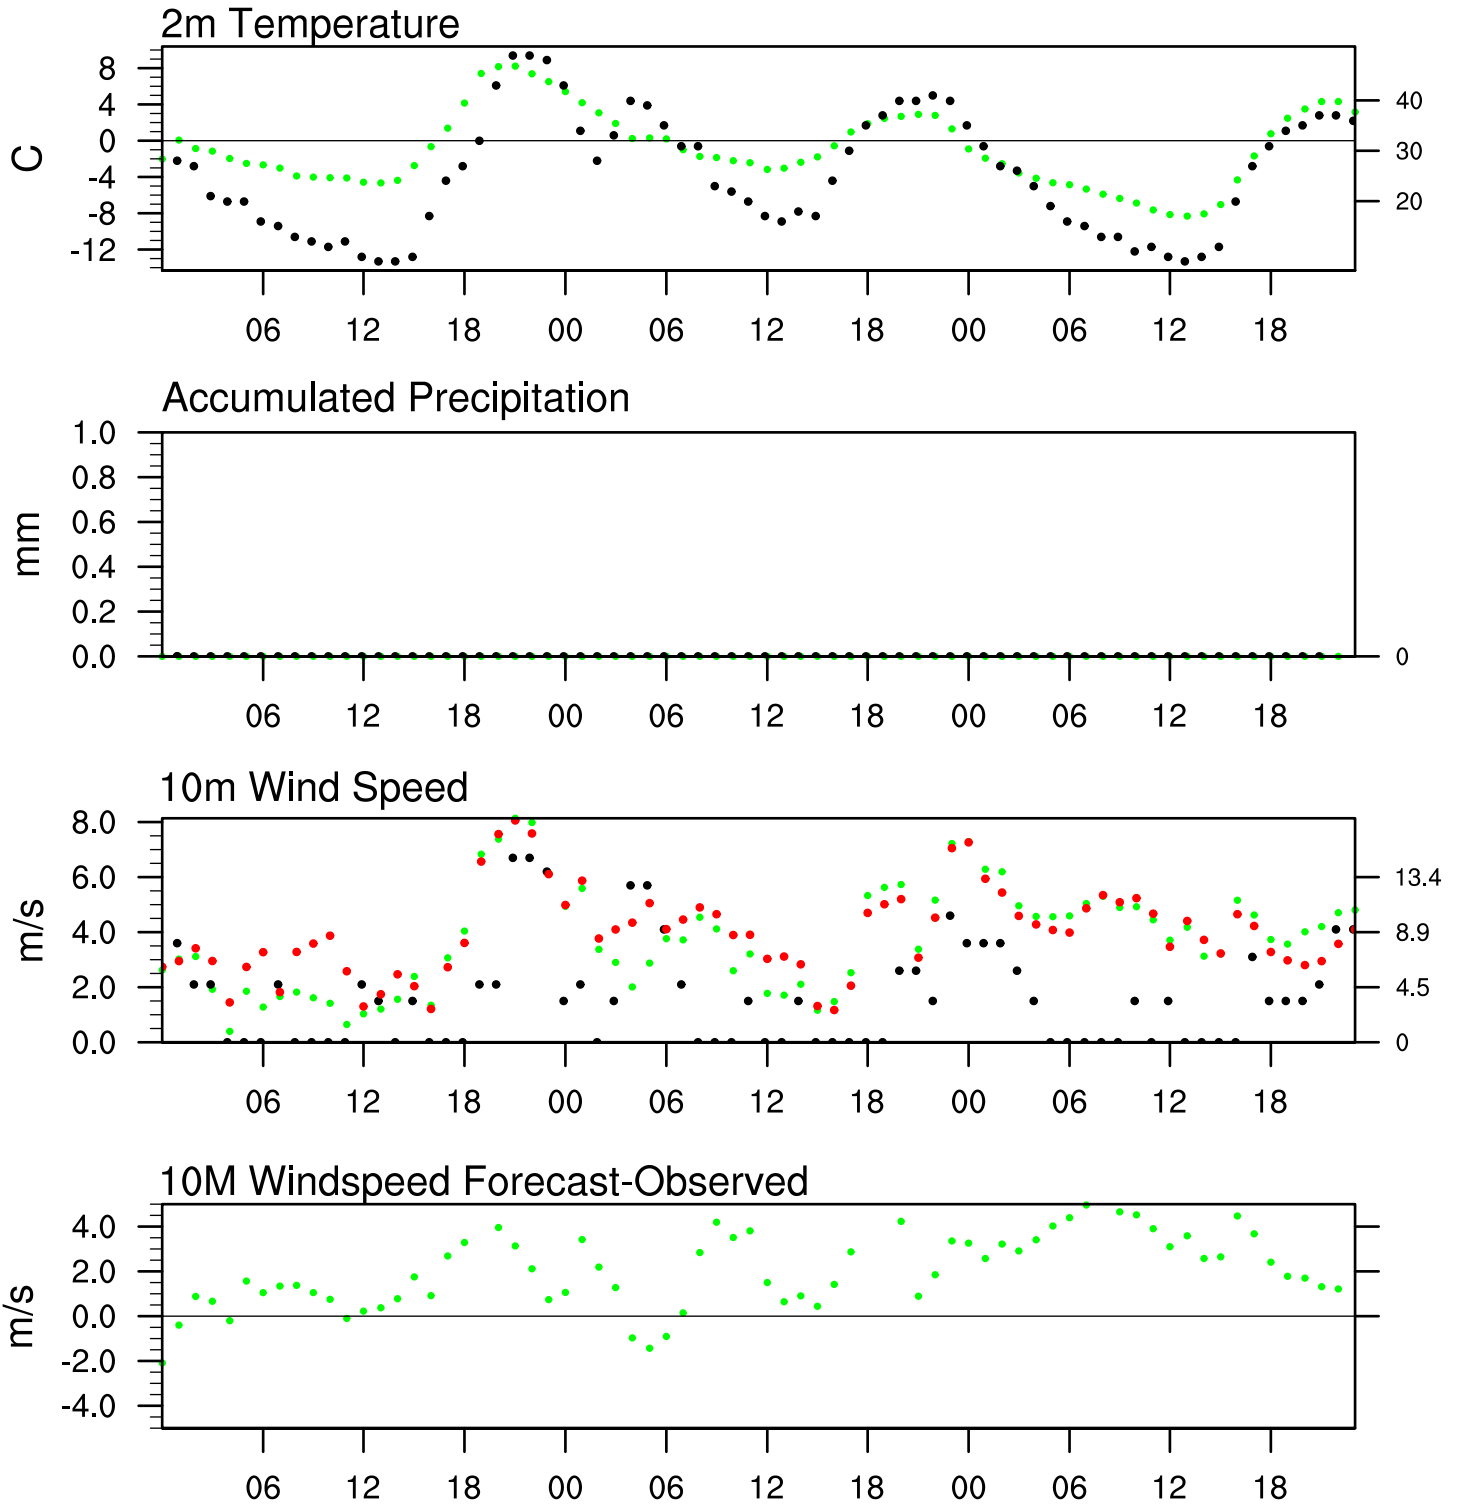 2m Temperature
8
4
0
-4
-8
-12
C
40
30
20
06 12 18 00 06 12 18 00 06 12 18
Accumulated Precipitation
1.0
0.8
0.6
0.4
0.2
0.0
mm
0
06 12 18 00 06 12 18 00 06 12 18
10m Wind Speed
8.0
6.0
4.0
2.0
0.0
m/s
13.4
8.9
4.5
0
06 12 18 00 06 12 18 00 06 12 18
10M Windspeed Forecast-Observed
4.0
2.0
0.0
-2.0
-4.0
m/s
06 12 18 00 06 12 18 00 06 12 18